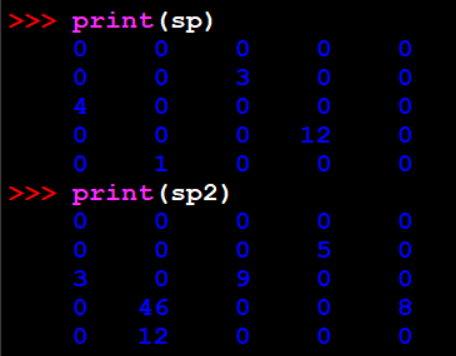 >>> print(sp)
0 0 0 0 0
0 0 3 0 0
4 0 0 0 0
0 0 0 12 0
0 1 0 0 0
>>> print(sp2)
0 0 0 0 0
0 0 0 5 0
3 0 9 0 0
0 46 0 0 8
0 12 0 0 0